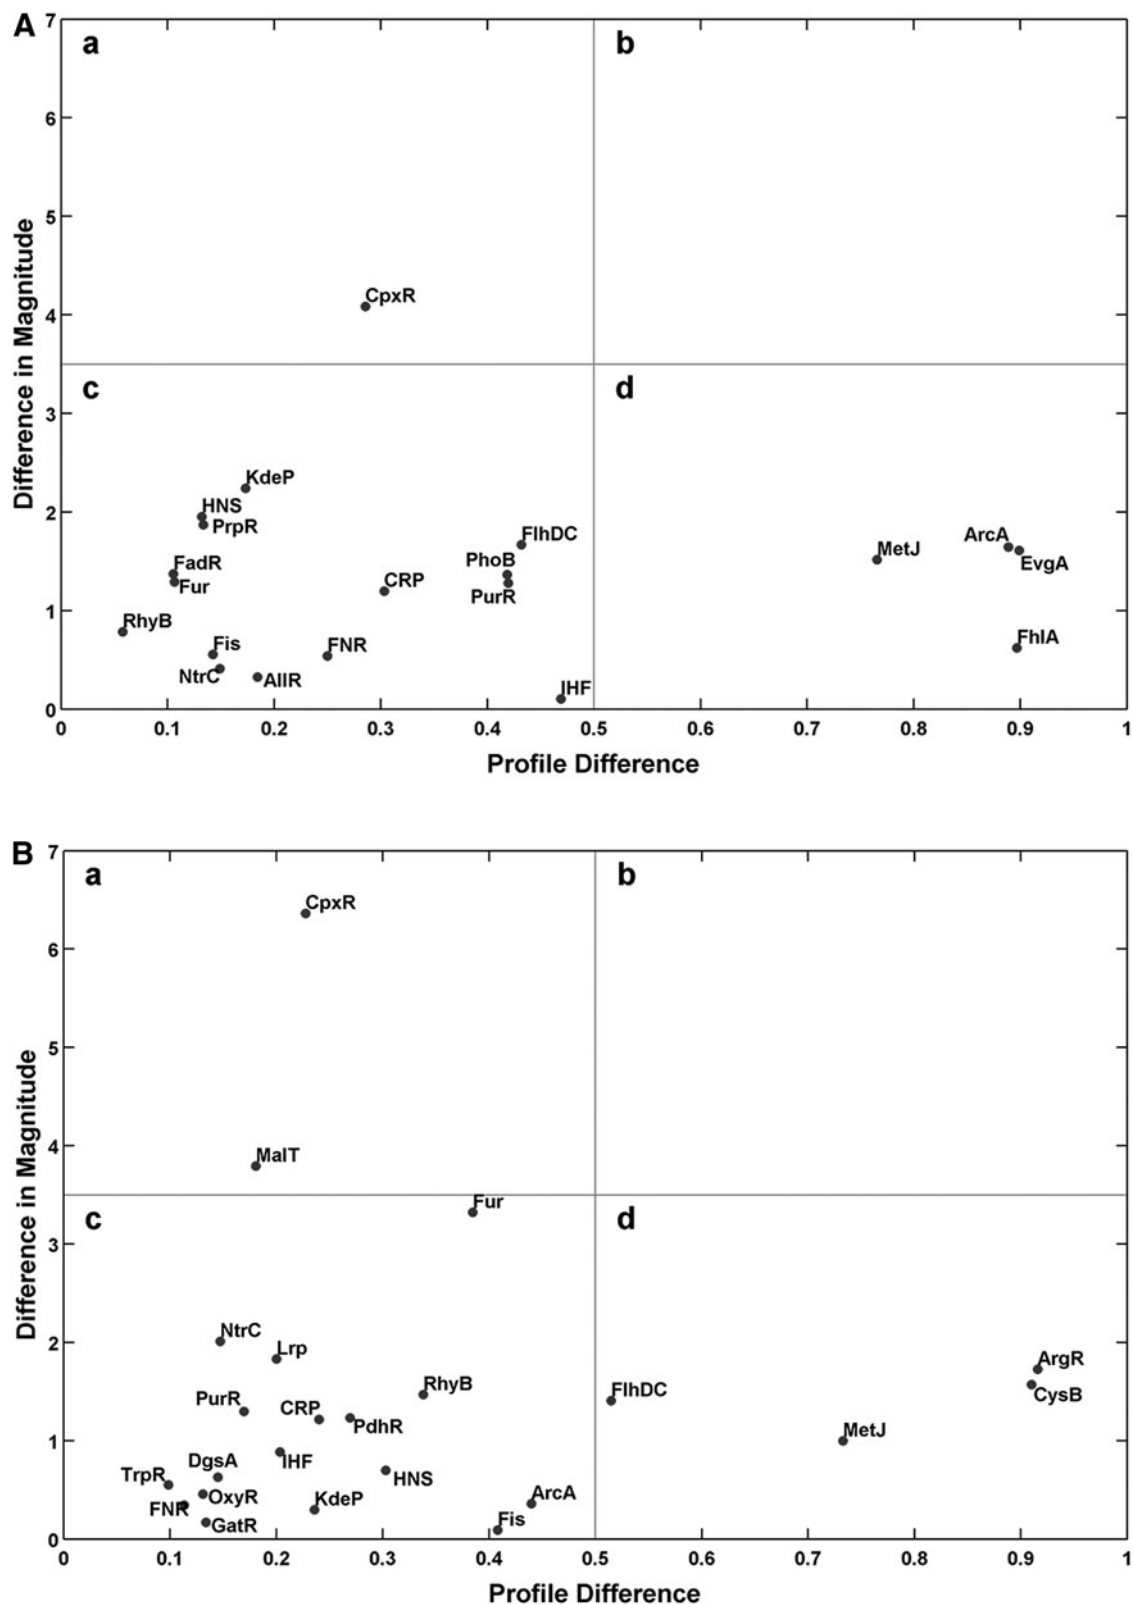 A
7
a
b
6
5
CpxR
4
Difference in Magnitude
c
d
3
KdeP
HNS
2
PrpR
FlhDC
ArcA
MetJ
PhoB
EvgA
FadR
Fur
CRP
PurR
1
RhyB
Fis
FNR
FhlA
NtrC
AllR
IHF
0
0 0.1 0.2 0.3 0.4 0.5 0.6 0.7 0.8 0.9 1
Profile Difference
B
7
a
b
CpxR
6
5
4
MalT
Difference in Magnitude
Fur
c
d
3
NtrC
2
Lrp
ArgR
RhyB
FlhDC
CysB
PurR
CRP
PdhR
MetJ
1
DgsA
IHF
TrpR
HNS
OxyR
KdeP
ArcA
FNR
GatR
Fis
0
0 0.1 0.2 0.3 0.4 0.5 0.6 0.7 0.8 0.9 1
Profile Difference